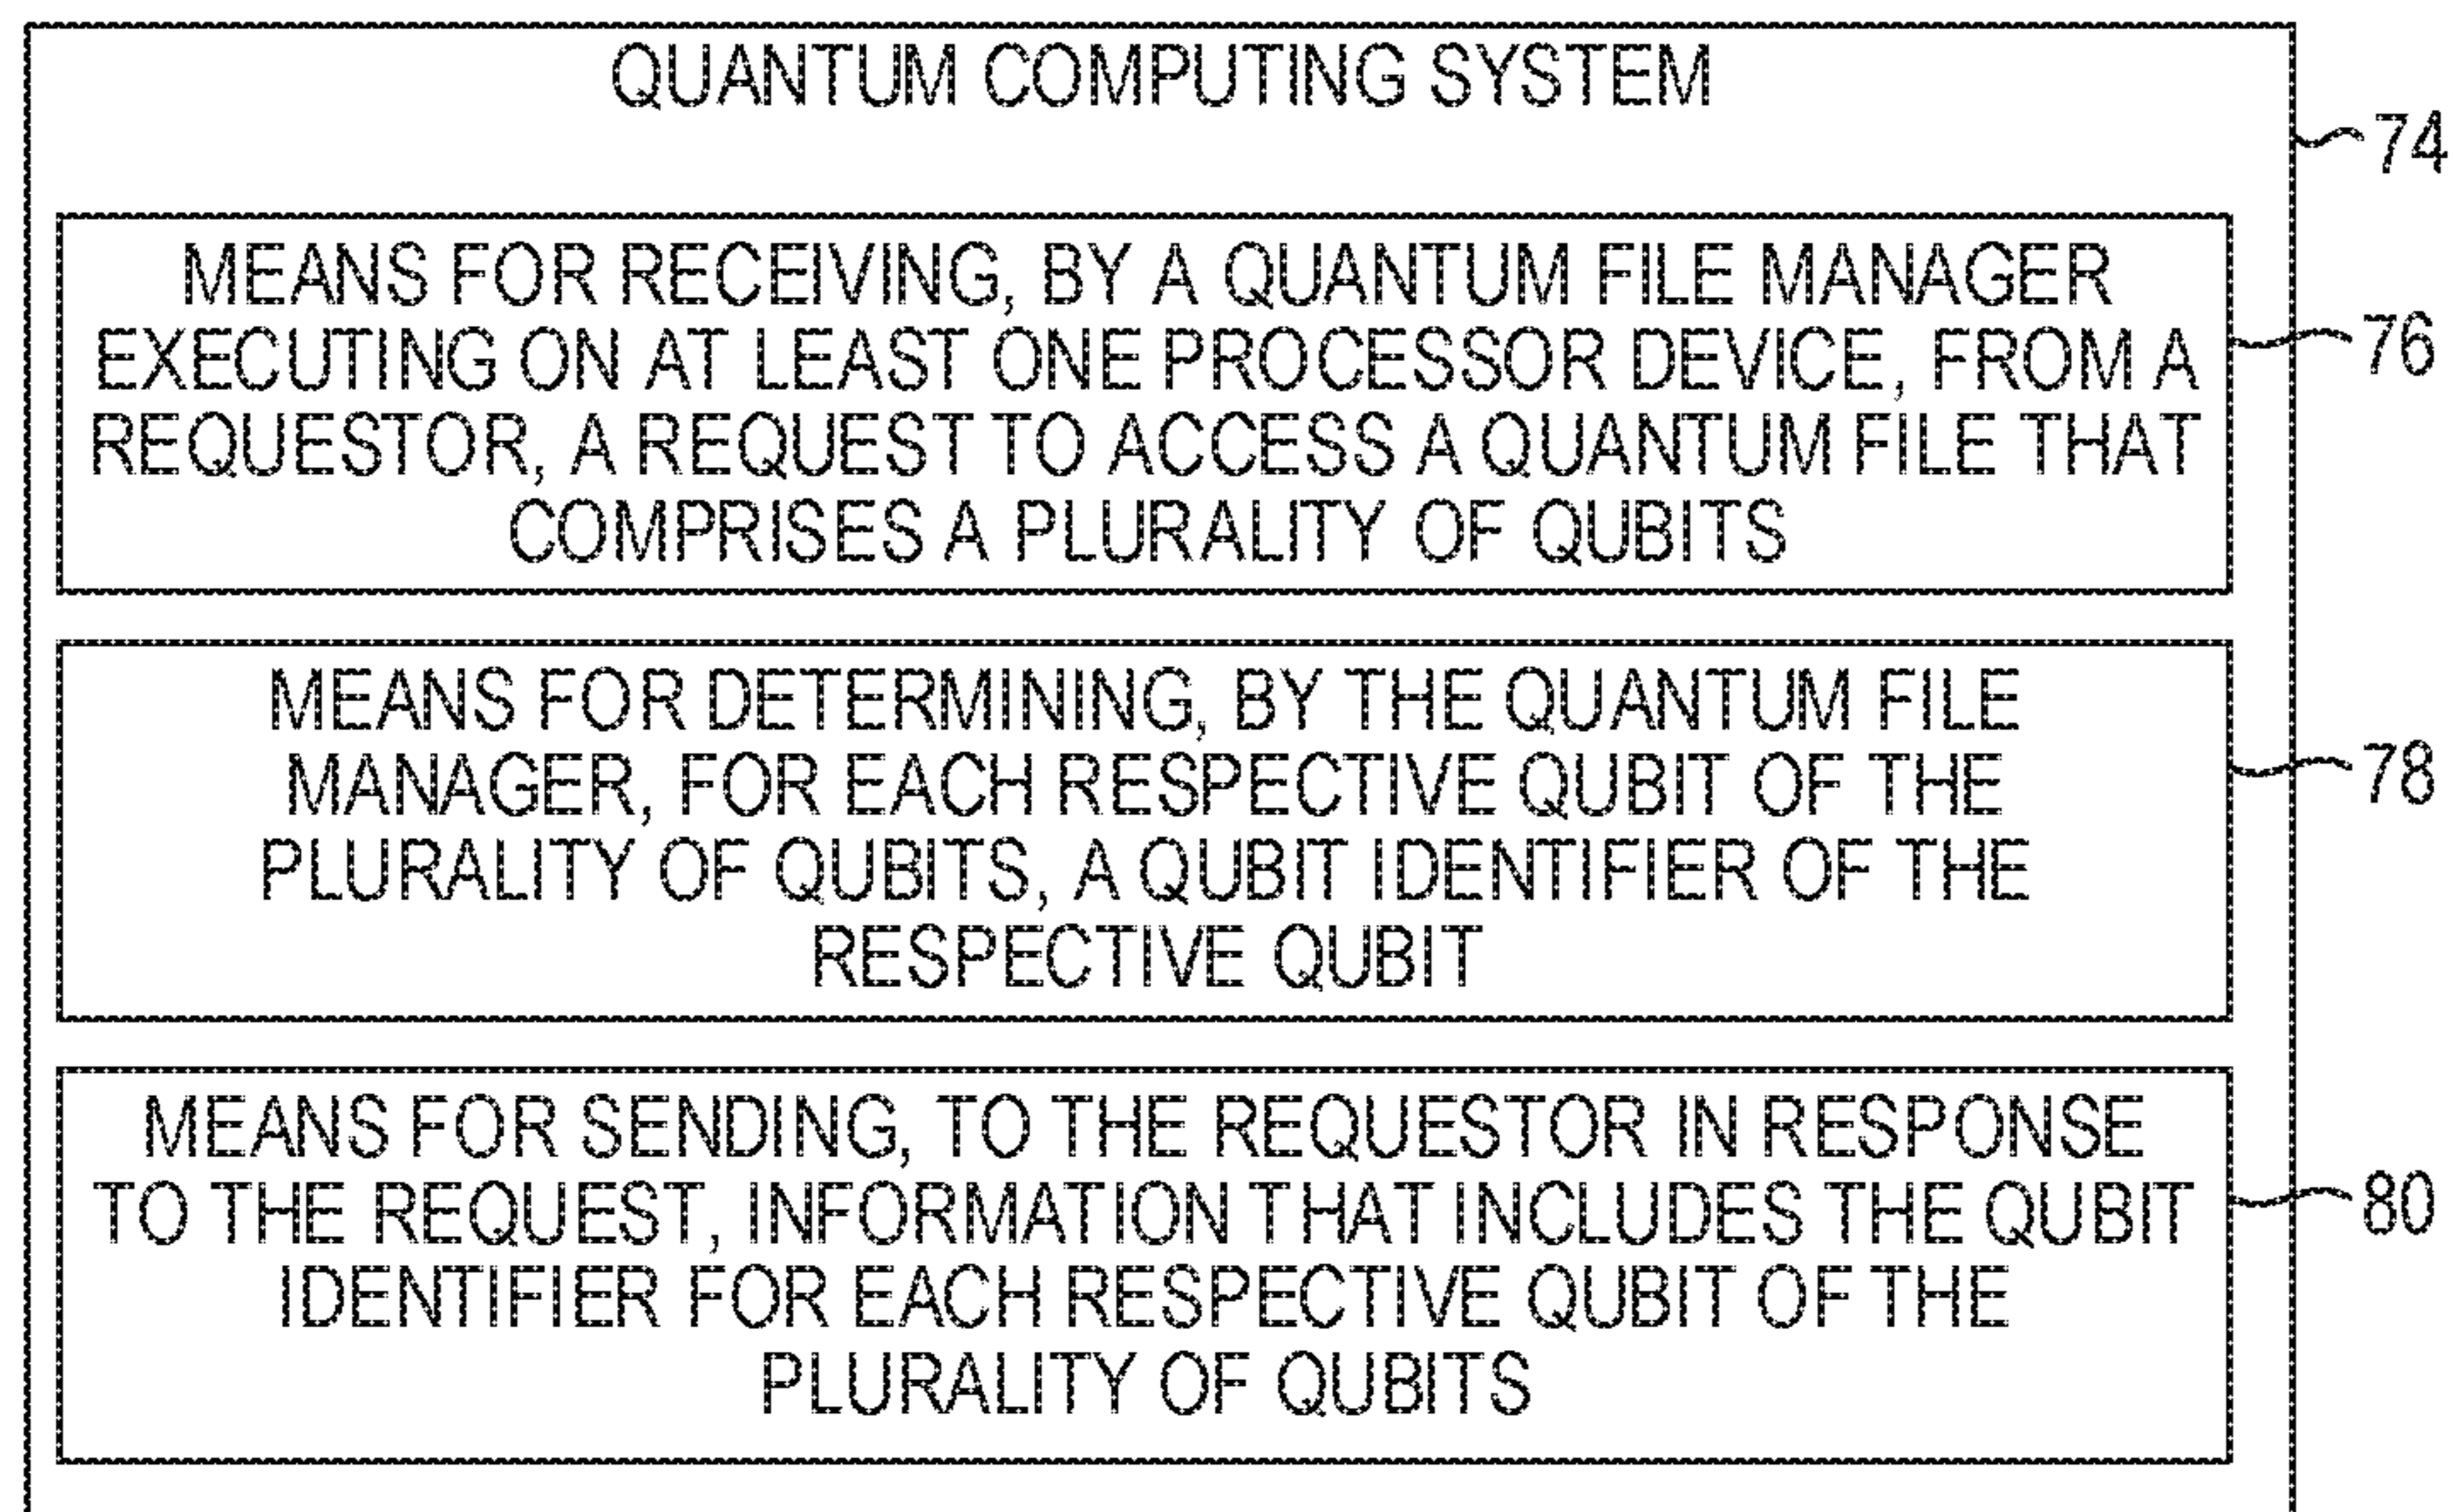 QUANTUM COMPUTING SYSTEM
74
MEANS FOR RECEIVING, BY A QUANTUM FILE MANAGER
EXECUTING ON AT LEAST ONE PROCESSOR DEVICE, FROM A
REQUESTOR, A REQUEST TO ACCESS A QUANTUM FILE THAT
COMPRISES A PLURALITY OF QUBITS
76
MEANS FOR DETERMINING, BY THE QUANTUM FILE
MANAGER, FOR EACH RESPECTIVE QUBIT OF THE
PLURALITY OF QUBITS, A QUBIT IDENTIFIER OF THE
RESPECTIVE QUBIT
78
MEANS FOR SENDING, TO THE REQUESTOR IN RESPONSE
TO THE REQUEST, INFORMATION THAT INCLUDES THE QUBIT
IDENTIFIER FOR EACH RESPECTIVE QUBIT OF THE
PLURALITY OF QUBITS
80